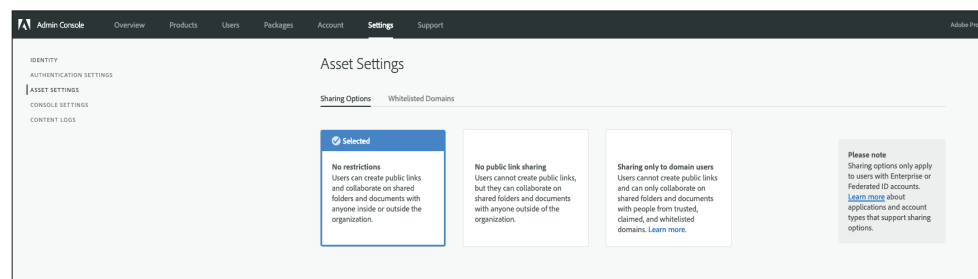 Admin Console Overview Products Users Packages Account Settings Support Adobe Pro
IDENTITY
AUTHENTICATION SETTINGS
ASSET SETTINGS
CONSOLE SETTINGS
CONTENT LOGS
Asset Settings
Sharing Options Whitelisted Domains
Selected
No restrictions
Users can create public links
and collaborate on shared
folders and documents with
anyone inside or outside the
organization.
No public link sharing
Users cannot create public links,
but they can collaborate on
shared folders and documents
with anyone outside of the
organization.
Sharing only to domain users
Users cannot create public links
and can only collaborate on
shared folders and documents
with people from trusted,
claimed, and whitelisted
domains. Learn more.
Please note
Sharing options only apply
to users with Enterprise or
Federated ID accounts.
Learn more about
applications and account
types that support sharing
options.